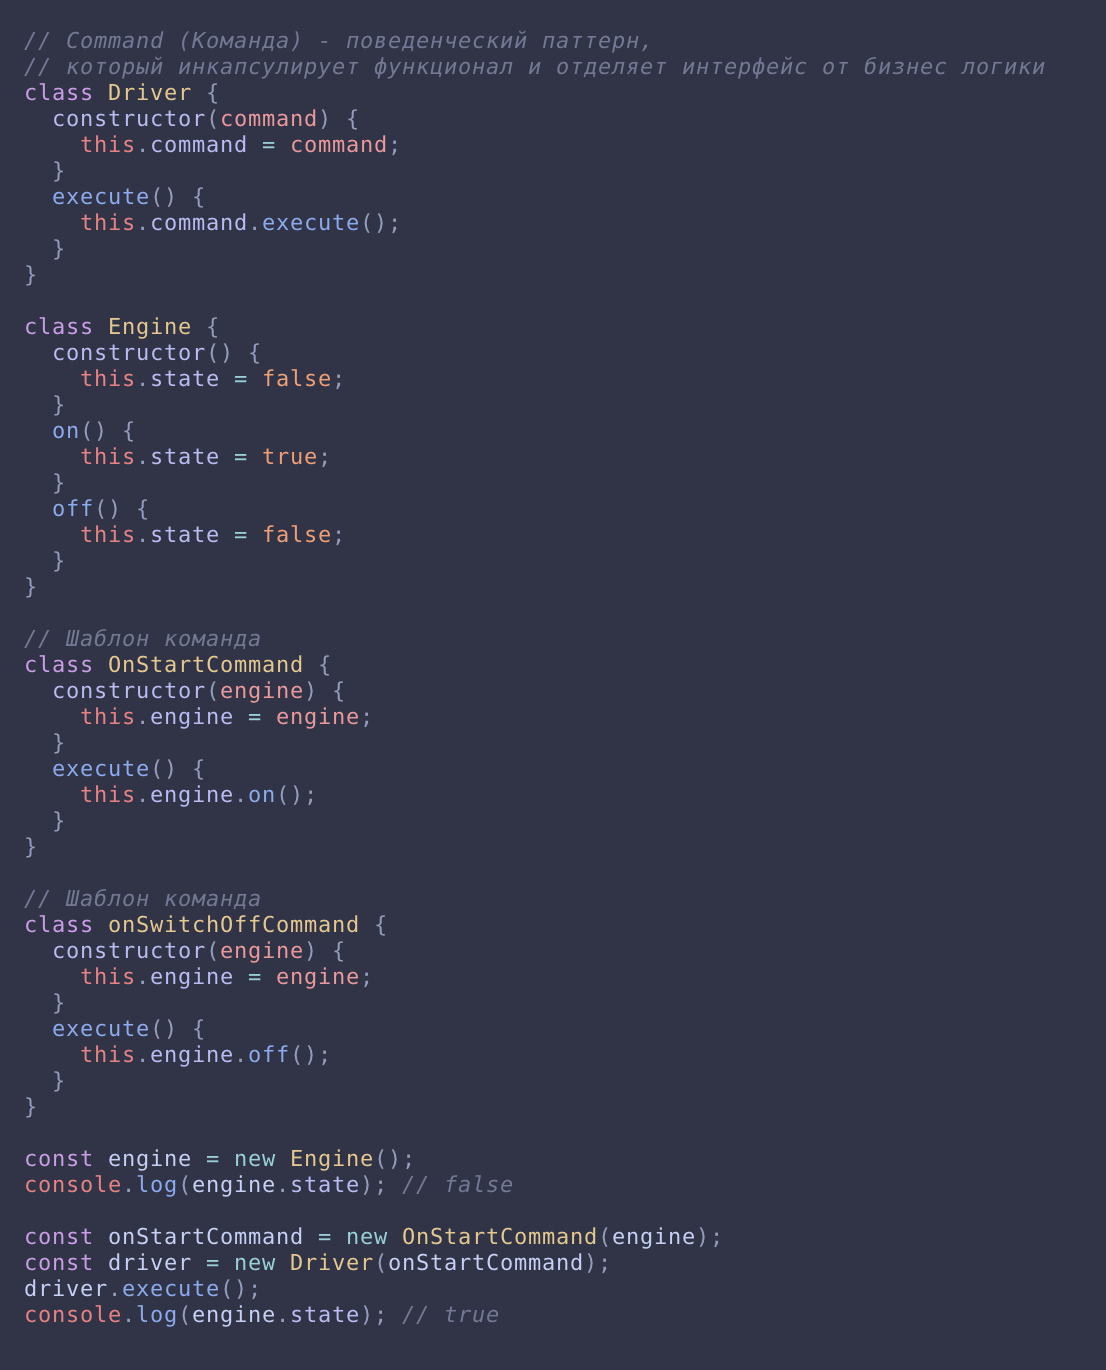 // Command (Команда) - поведенческий паттерн,
// который инкапсулирует функционал и отделяет интерфейс от бизнес логики
class Driver {
  constructor(command) {
    this.command = command;
  }
  execute() {
    this.command.execute();
  }
}

class Engine {
  constructor() {
    this.state = false;
  }
  on() {
    this.state = true;
  }
  off() {
    this.state = false;
  }
}

// Шаблон команда
class OnStartCommand {
  constructor(engine) {
    this.engine = engine;
  }
  execute() {
    this.engine.on();
  }
}

// Шаблон команда
class onSwitchOffCommand {
  constructor(engine) {
    this.engine = engine;
  }
  execute() {
    this.engine.off();
  }
}

const engine = new Engine();
console.log(engine.state); // false

const onStartCommand = new OnStartCommand(engine);
const driver = new Driver(onStartCommand);
driver.execute();
console.log(engine.state); // true